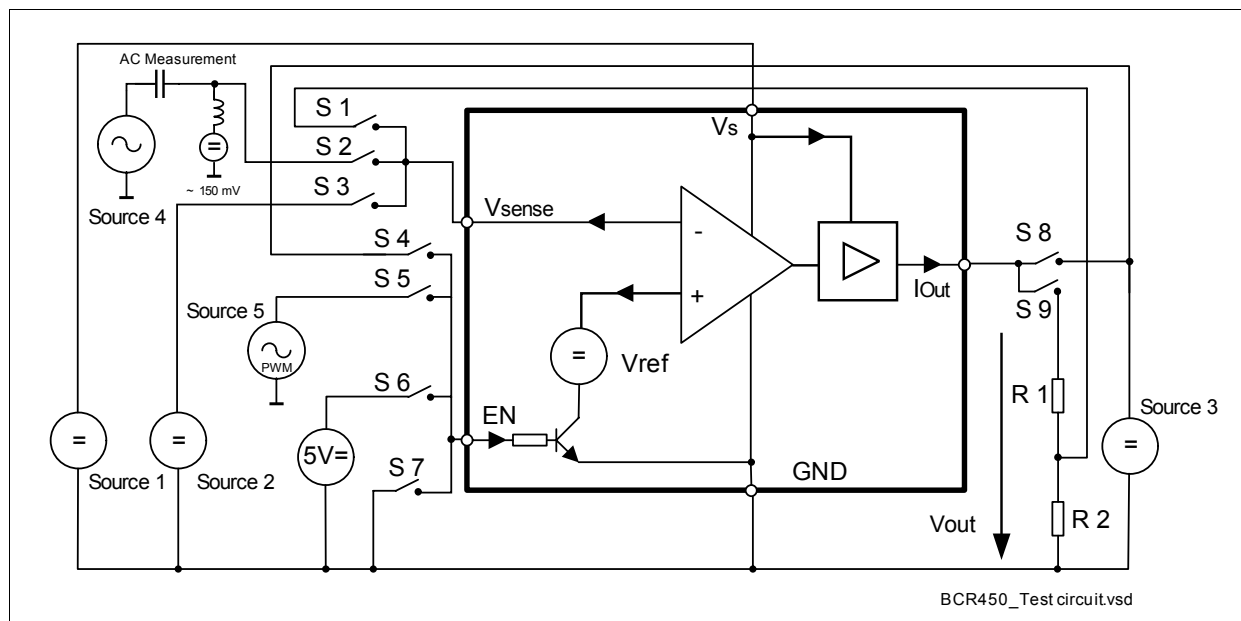 AC Measurement
S 1
S 2
S 3
~ 150 mV
Source 4
Vsense
Vs
-
+
=
S 4
S 5
Source 5
PWM
S 6
=
Vref
EN
S 7
GND
IOut
S 8
S 9
R 1
R 2
Source 3
=
=
Source 1
=
Source 2
5V=
Vout
BCR450_Test circuit.vsd